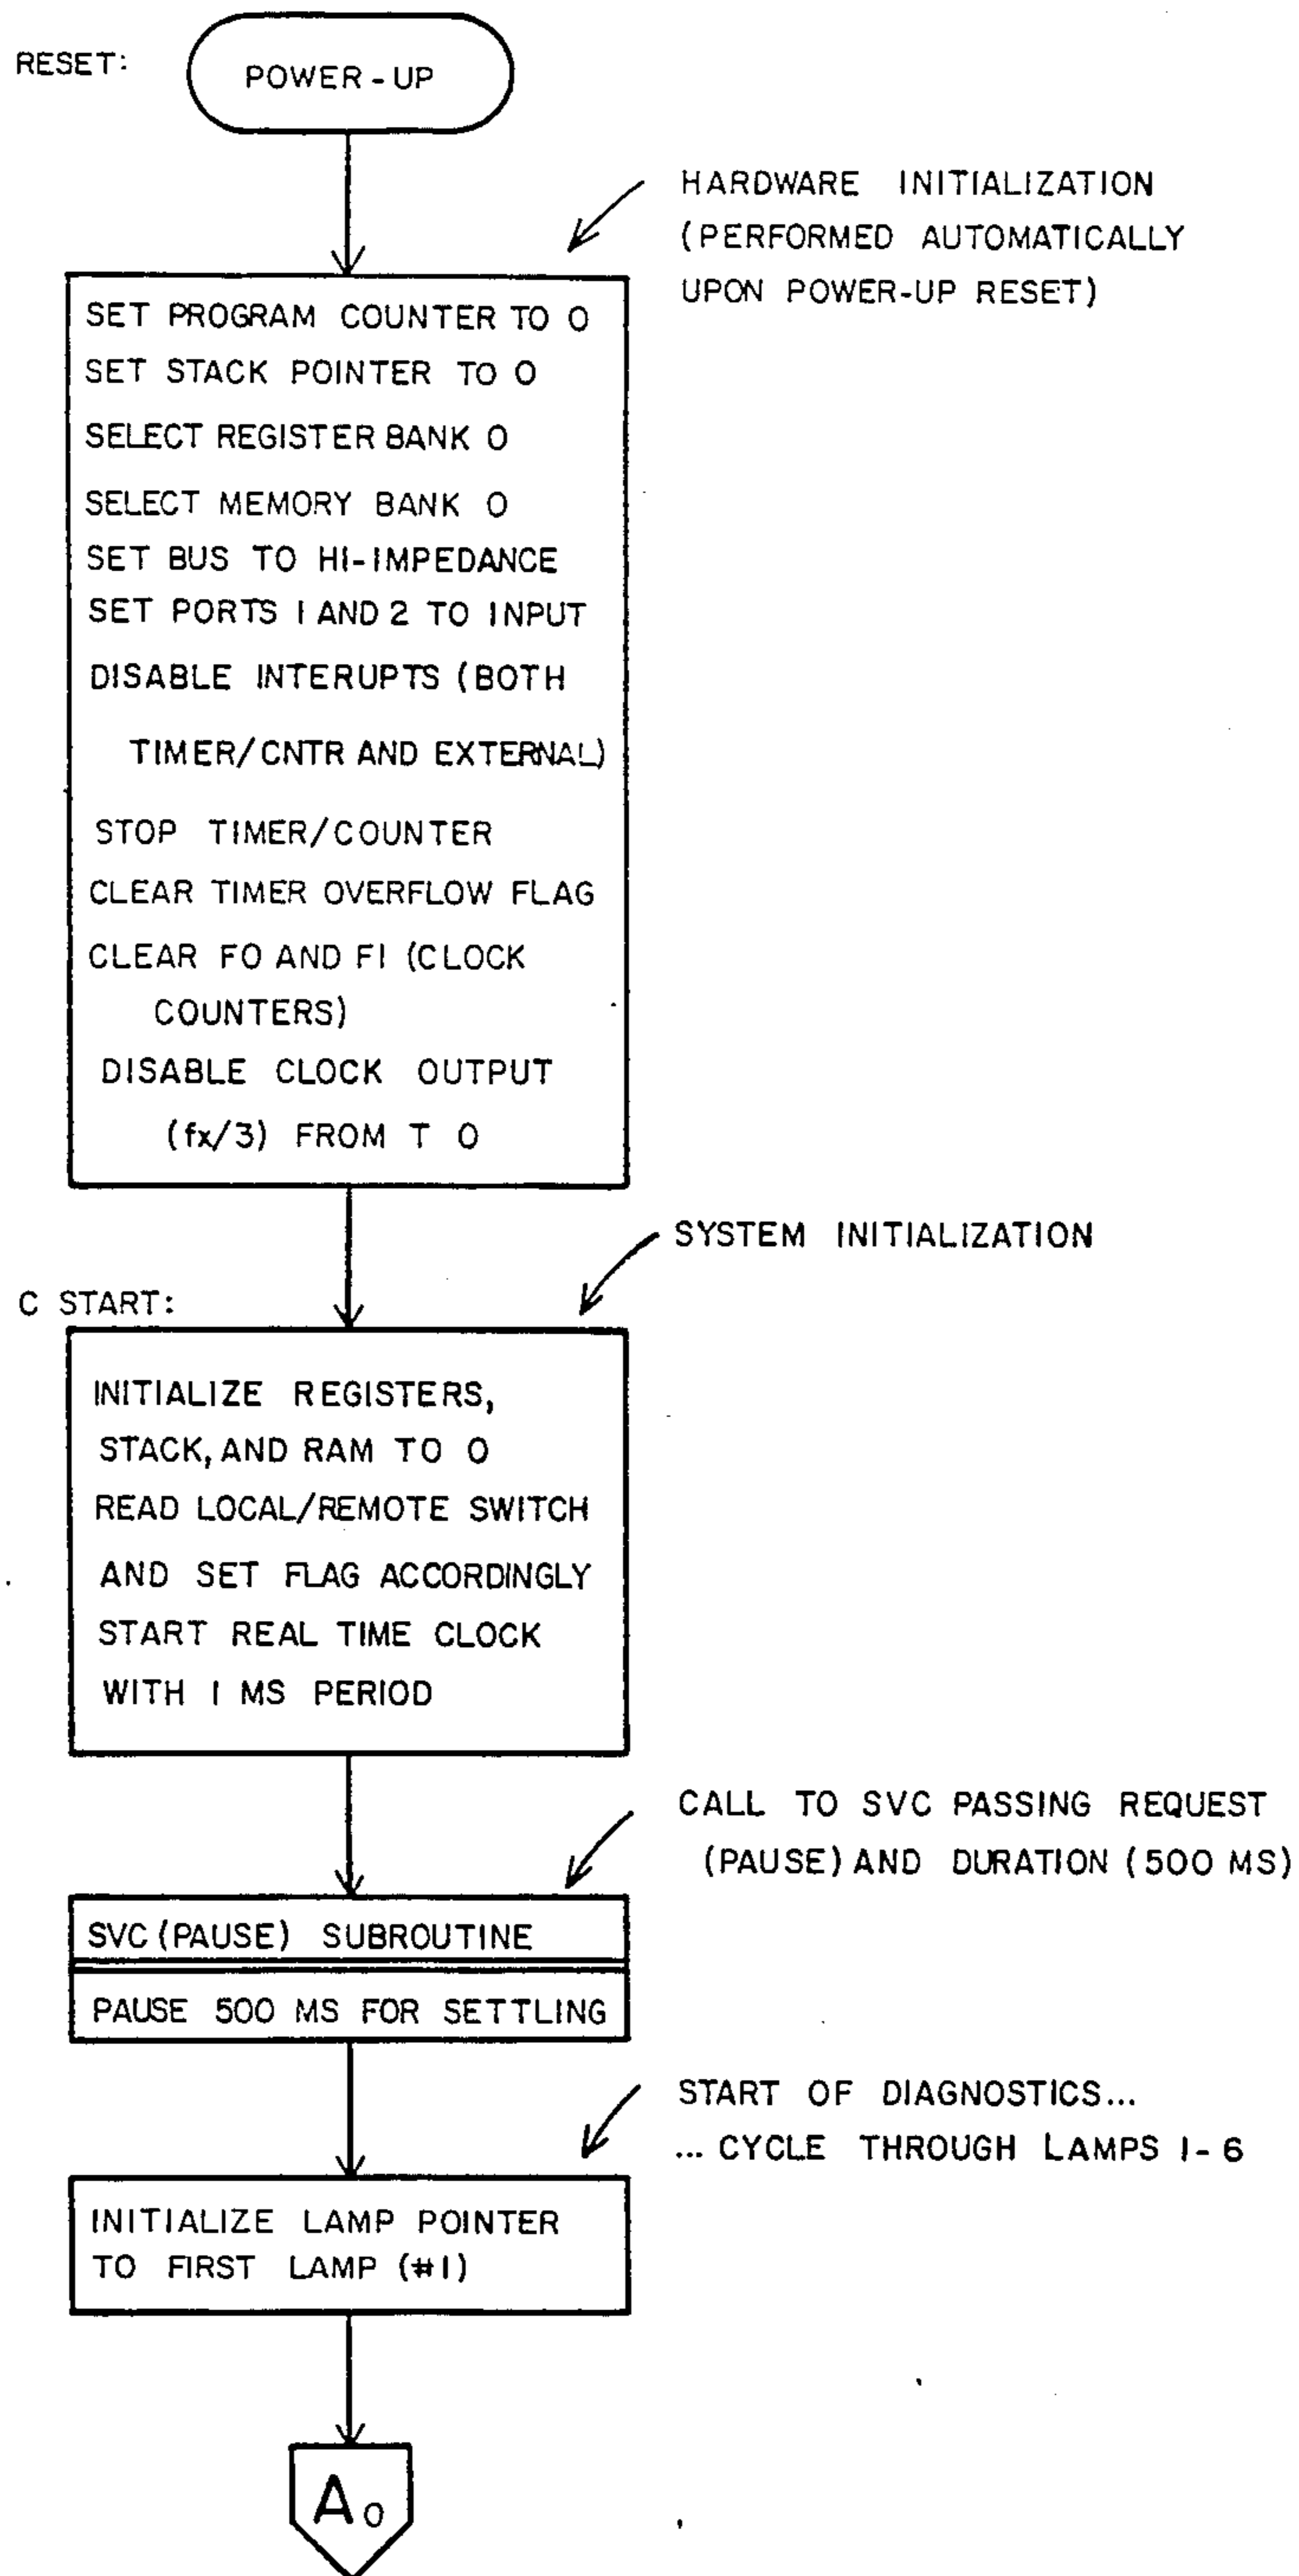 RESET:
POWER-UP
HARDWARE INITIALIZATION
(PERFORMED AUTOMATICALLY
UPON POWER-UP RESET)
SET PROGRAM COUNTER TO 0
SET STACK POINTER TO 0
SELECT REGISTER BANK 0
SELECT MEMORY BANK 0
SET BUS TO HI-IMPEDANCE
SET PORTS 1 AND 2 TO INPUT
DISABLE INTERUPTS (BOTH
TIMER/CNTR AND EXTERNAL)
STOP TIMER/COUNTER
CLEAR TIMER OVERFLOW FLAG
CLEAR F0 AND F1 (CLOCK
COUNTERS)
DISABLE CLOCK OUTPUT
(fx/3) FROM T 0
SYSTEM INITIALIZATION
C START:
INITIALIZE REGISTERS,
STACK, AND RAM TO 0
READ LOCAL/REMOTE SWITCH
AND SET FLAG ACCORDINGLY
START REAL TIME CLOCK
WITH 1 MS PERIOD
CALL TO SVC PASSING REQUEST
(PAUSE) AND DURATION (500 MS)
SVC (PAUSE) SUBROUTINE
PAUSE 500 MS FOR SETTLING
START OF DIAGNOSTICS...
... CYCLE THROUGH LAMPS 1-6
INITIALIZE LAMP POINTER
TO FIRST LAMP (#1)
A0